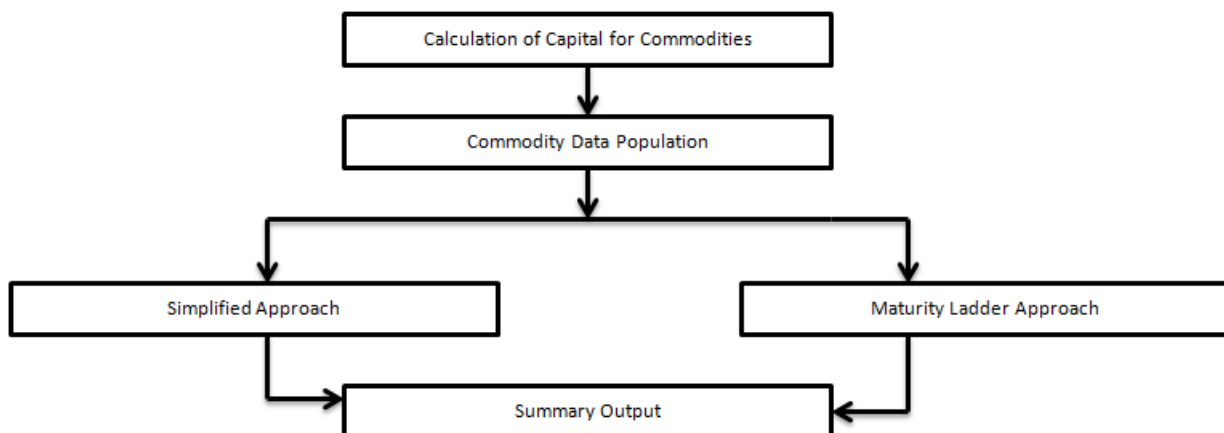 Calculation of Capital for Commodities
Commodity Data Population
Simplified Approach
Maturity Ladder Approach
Summary Output